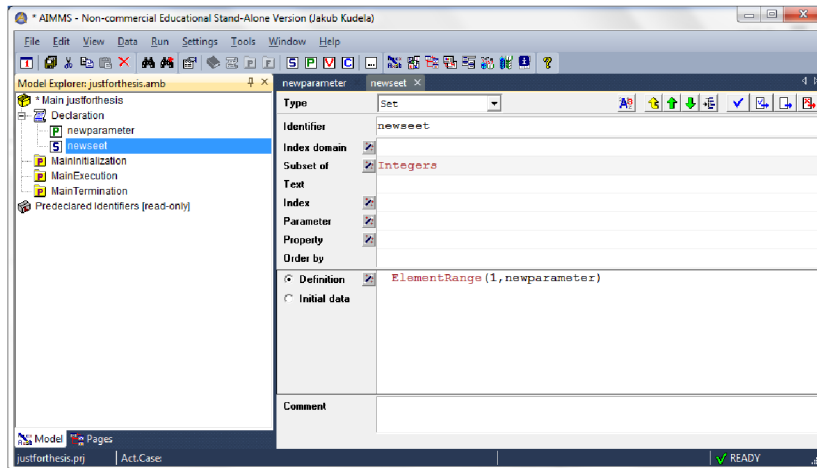 * AIMMS - Non-commercial Educational Stand-Alone Version (Jakub Kudela)
File Edit View Data Run Settings Tools Window Help
S P V C ...
Model Explorer: justforthesis.amb
newparameter newseet
* Main justforthesis
Declaration
P newparameter
S newseet
P MainInitialization
P MainExecution
P MainTermination
Predeclared Identifiers [read-only]
Type Set
Identifier newseet
Index domain
Subset of Integers
Text
Index
Parameter
Property
Order by
Definition ElementRange(1,newparameter)
Initial data
Comment
Model Pages
justforthesis.prj Act.Case: READY